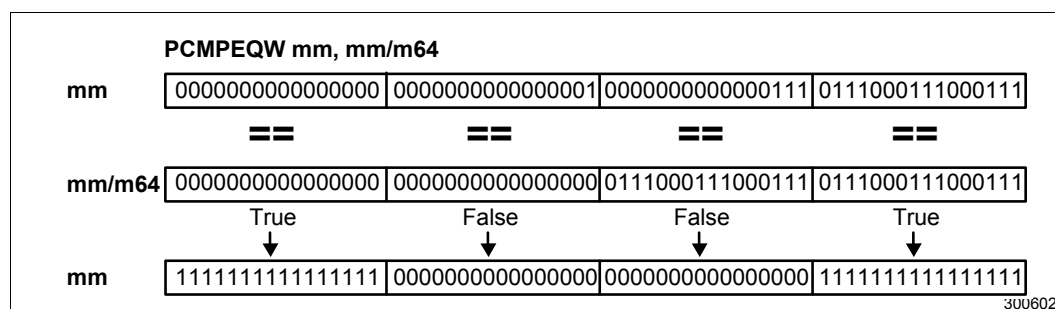 PCMPEQW mm, mm/m64
mm 0000000000000000 0000000000000001 0000000000000111 0111000111000111
== == == ==
mm/m64 0000000000000000 0000000000000000 0111000111000111 0111000111000111
True False False True
mm 1111111111111111 0000000000000000 0000000000000000 1111111111111111
300602